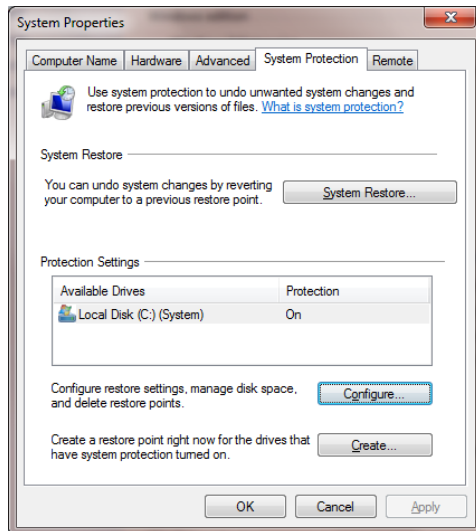 System Properties
Computer Name Hardware Advanced System Protection Remote
Use system protection to undo unwanted system changes and
restore previous versions of files. What is system protection?
System Restore
You can undo system changes by reverting
your computer to a previous restore point.
System Restore...
Protection Settings
Available Drives Protection
Local Disk (C:) (System) On
Configure restore settings, manage disk space,
and delete restore points.
Configure...
Create a restore point right now for the drives that
have system protection turned on.
Create...
OK Cancel Apply